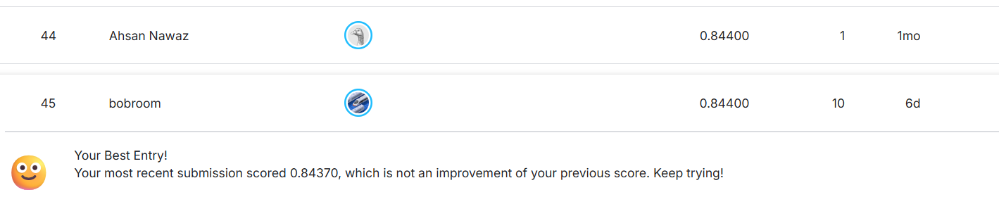 44 Ahsan Nawaz 0.84400 1 1mo
45 bobroom 0.84400 10 6d
Your Best Entry!
Your most recent submission scored 0.84370, which is not an improvement of your previous score. Keep trying!